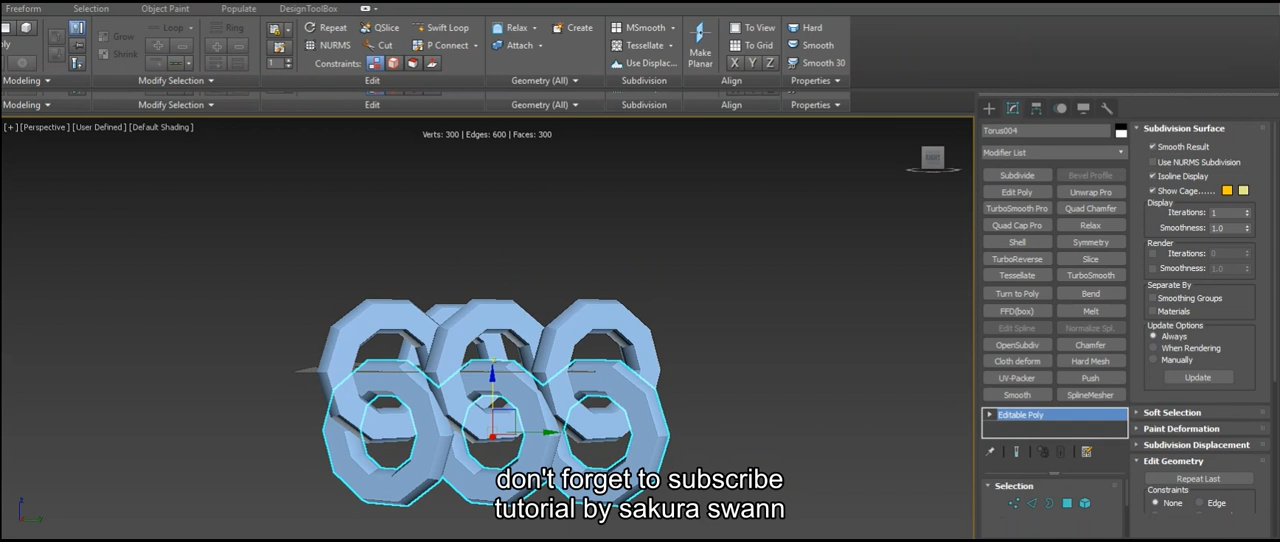 Freeform Selection Object Paint Populate DesignToolBox
Loop Ring Repeat QSlice Swift Loop Relax Create MSmooth To View Hard
Grow NURMS Cut P Connect Attach Tessellate Make Planar To Grid Smooth
Shrink 1 Constraints: Use Displac... X Y Z Smooth 30
Modeling Modify Selection Edit Geometry (All) Subdivision Align Properties
Modeling Modify Selection Edit Geometry (All) Subdivision Align Properties
[+] [Perspective] [User Defined] [Default Shading]
Verts: 300 | Edges: 600 | Faces: 300
Torus004
Modifier List
Subdivide Bevel Profile
Edit Poly Unwrap Pro
TurboSmooth Pro Quad Chamfer
Quad Cap Pro Relax
Shell Symmetry
TurboReverse Slice
Tessellate TurboSmooth
Turn to Poly Bend
FFD(box) Melt
Edit Spline Normalize Spl.
OpenSubdiv Chamfer
Cloth deform Hard Mesh
UV-Packer Push
Smooth SplineMesher
Editable Poly
Selection
Subdivision Surface
Smooth Result
Use NURMS Subdivision
Isoline Display
Show Cage......
Display
Iterations: 1
Smoothness: 1.0
Render
Iterations: 0
Smoothness: 1.0
Separate By
Smoothing Groups
Materials
Update Options
Always
When Rendering
Manually
Update
Soft Selection
Paint Deformation
Subdivision Displacement
Edit Geometry
Repeat Last
Constraints
None Edge
don't forget to subscribe
tutorial by sakura swann